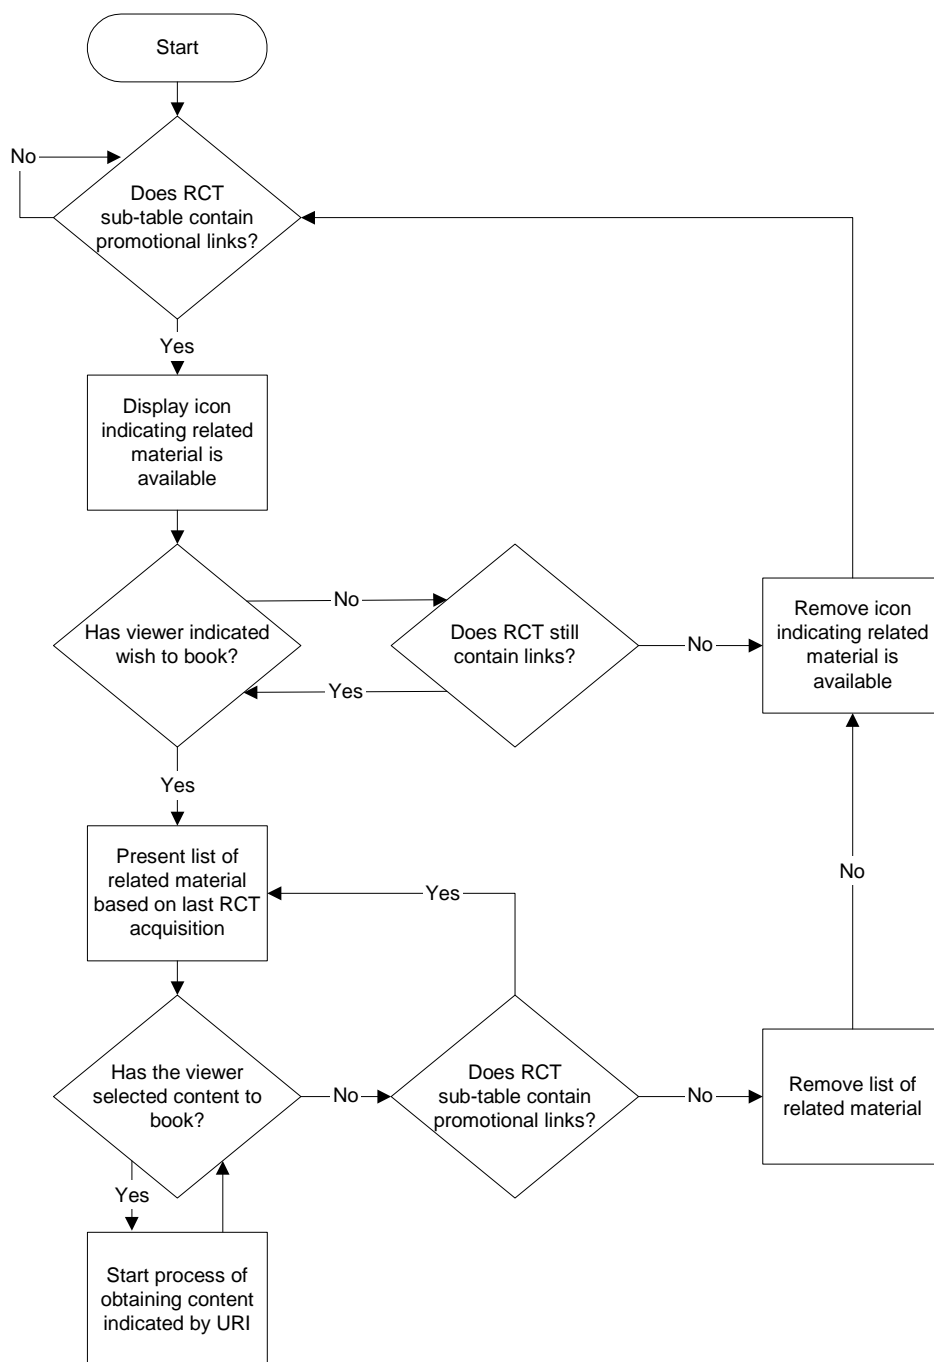 Start
No
Does RCT
sub-table contain
promotional links?
Yes
Display icon
indicating related
material is
available
Has viewer indicated
wish to book?
No
Yes
Does RCT still
contain links?
No
Remove icon
indicating related
material is
available
Yes
Present list of
related material
based on last RCT
acquisition
Yes
No
Has the viewer
selected content to
book?
No
Does RCT
sub-table contain
promotional links?
No
Remove list of
related material
Yes
Start process of
obtaining content
indicated by URI